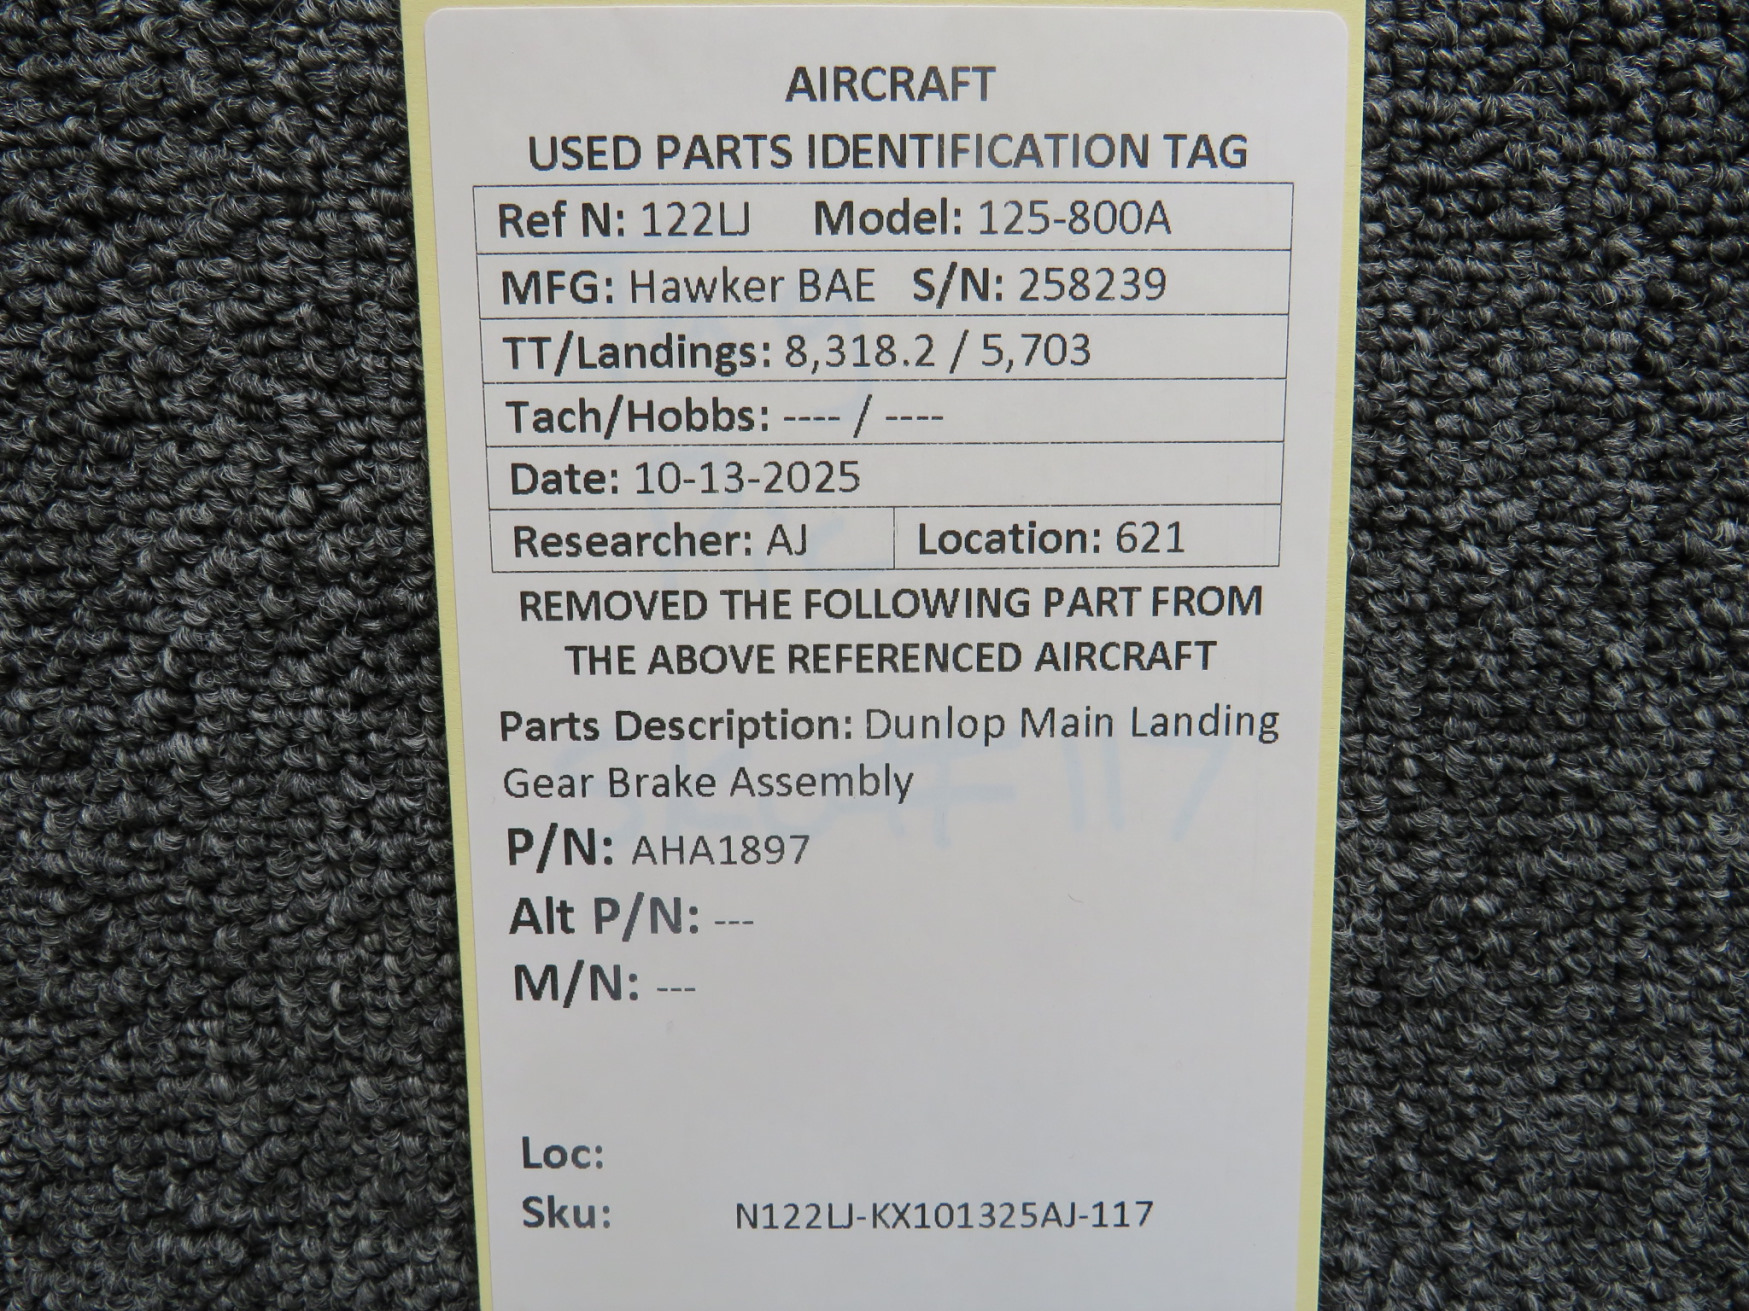 AIRCRAFT
USED PARTS IDENTIFICATION TAG
Ref N: 122LJ Model: 125-800A
MFG: Hawker BAE S/N: 258239
TT/Landings: 8,318.2 / 5,703
Tach/Hobbs: ---- / ----
Date: 10-13-2025
Researcher: AJ Location: 621
REMOVED THE FOLLOWING PART FROM
THE ABOVE REFERENCED AIRCRAFT
Parts Description: Dunlop Main Landing
Gear Brake Assembly
P/N: AHA1897
Alt P/N: ---
M/N: ---
Loc:
Sku: N122LJ-KX101325AJ-117